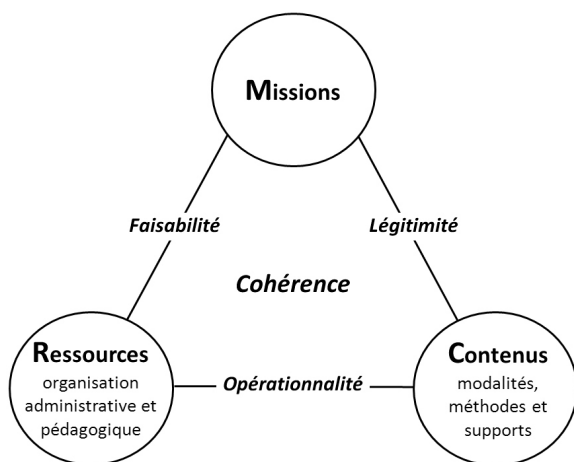 Missions
Faisabilité
Légitimité
Cohérence
Ressources
organisation
administrative et
pédagogique
Opérationnalité
Contenus
modalités,
méthodes et
supports